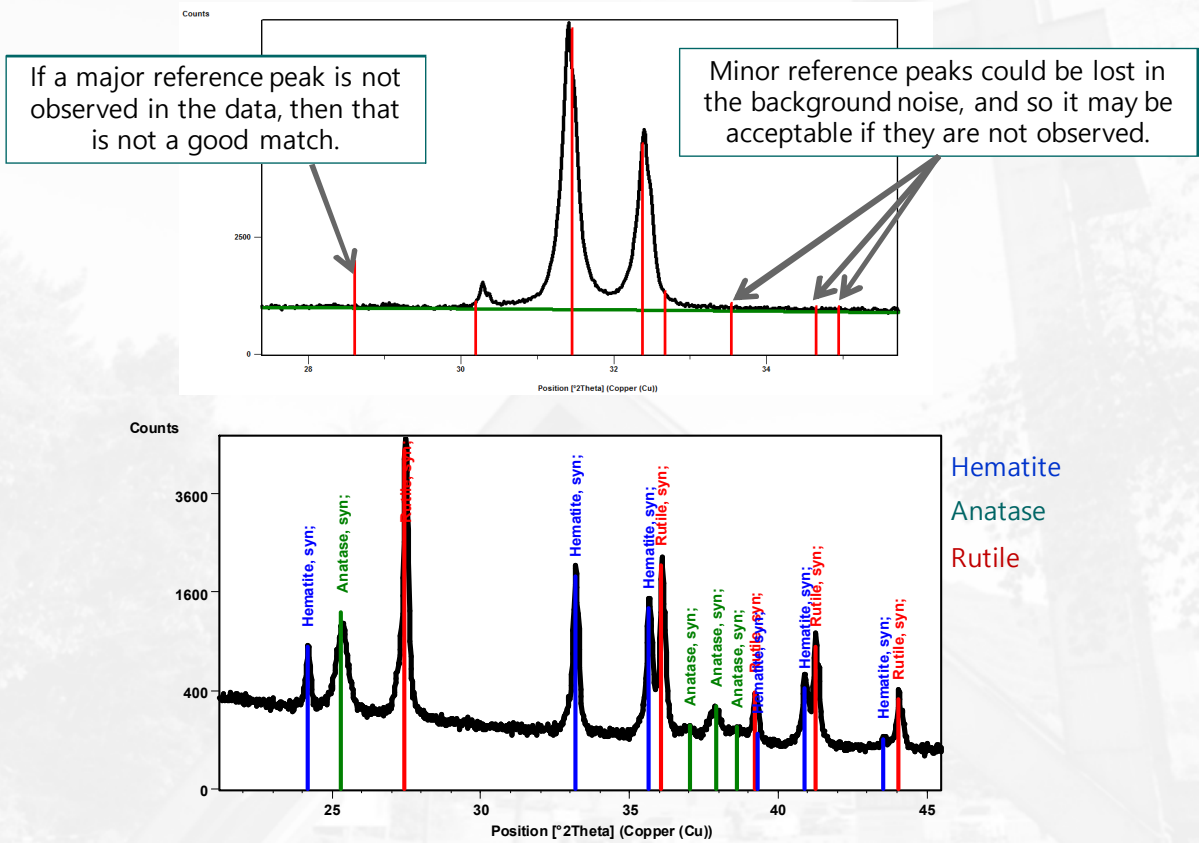 Counts
If a major reference peak is not
observed in the data, then that
is not a good match.
Minor reference peaks could be lost in
the background noise, and so it may be
acceptable if they are not observed.
2500
0
28
30
32
34
Position [°2Theta] (Copper (Cu))
Counts
3600
1600
400
0
Hematite, syn;
Anatase, syn;
Rutile, syn;
Hematite, syn;
Hematite, syn;
Rutile, syn;
Anatase, syn;
Anatase, syn;
Anatase, syn;
Rutile, syn;
Hematite, syn;
Hematite, syn;
Rutile, syn;
Hematite, syn;
Rutile, syn;
25
30
35
40
45
Position [°2Theta] (Copper (Cu))
Hematite
Anatase
Rutile